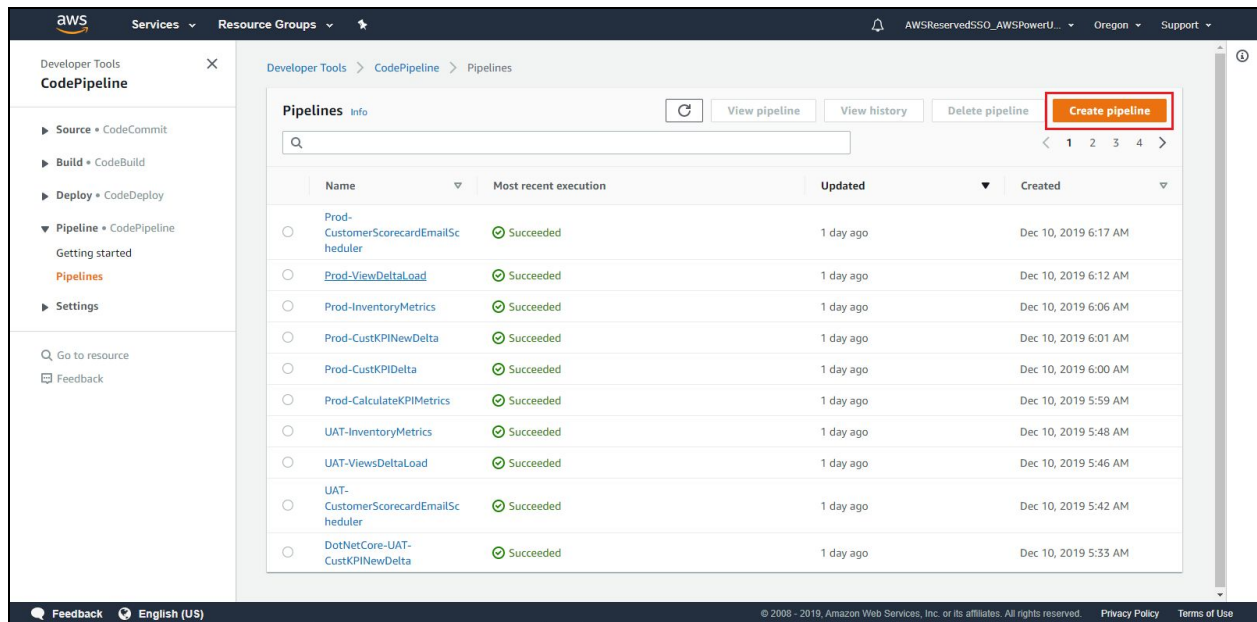 aws Services Resource Groups AWSReservedSSO_AWSPowerU... Oregon Support
Developer Tools
CodePipeline
Source • CodeCommit
Build • CodeBuild
Deploy • CodeDeploy
Pipeline • CodePipeline
Getting started
Pipelines
Settings
Go to resource
Feedback
Developer Tools > CodePipeline > Pipelines
Pipelines Info View pipeline View history Delete pipeline Create pipeline
< 1 2 3 4 >
Name Most recent execution Updated Created
Prod-
CustomerScorecardEmailSc
heduler
Succeeded 1 day ago Dec 10, 2019 6:17 AM
Prod-ViewDeltaLoad Succeeded 1 day ago Dec 10, 2019 6:12 AM
Prod-InventoryMetrics Succeeded 1 day ago Dec 10, 2019 6:06 AM
Prod-CustKPINewDelta Succeeded 1 day ago Dec 10, 2019 6:01 AM
Prod-CustKPIDelta Succeeded 1 day ago Dec 10, 2019 6:00 AM
Prod-CalculateKPIMetrics Succeeded 1 day ago Dec 10, 2019 5:59 AM
UAT-InventoryMetrics Succeeded 1 day ago Dec 10, 2019 5:48 AM
UAT-ViewsDeltaLoad Succeeded 1 day ago Dec 10, 2019 5:46 AM
UAT-
CustomerScorecardEmailSc
heduler
Succeeded 1 day ago Dec 10, 2019 5:42 AM
DotNetCore-UAT-
CustKPINewDelta
Succeeded 1 day ago Dec 10, 2019 5:33 AM
Feedback English (US) © 2008 - 2019, Amazon Web Services, Inc. or its affiliates. All rights reserved. Privacy Policy Terms of Use